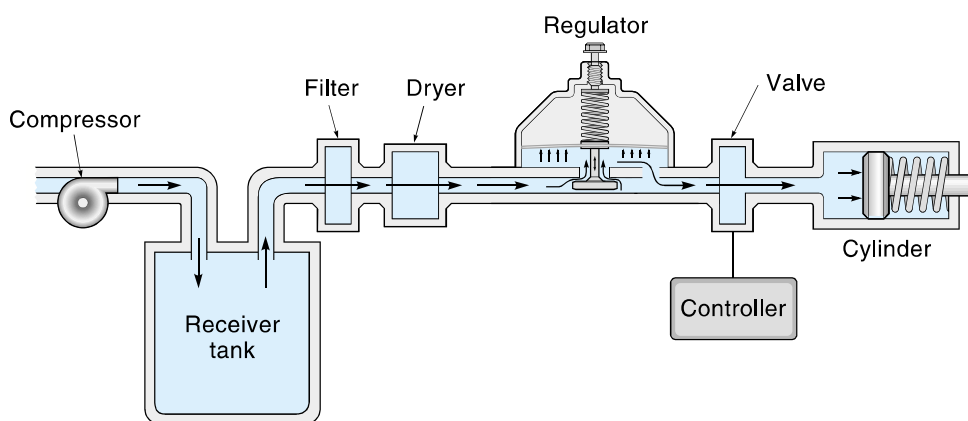 Regulator
Filter
Dryer
Valve
Compressor
Cylinder
Receiver
tank
Controller